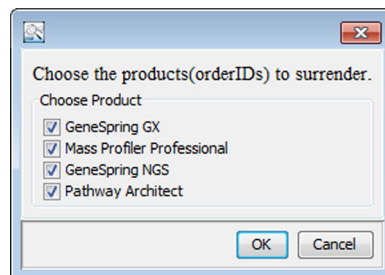 Choose the products(orderIDs) to surrender.
Choose Product
GeneSpring GX
Mass Profiler Professional
GeneSpring NGS
Pathway Architect
OK Cancel